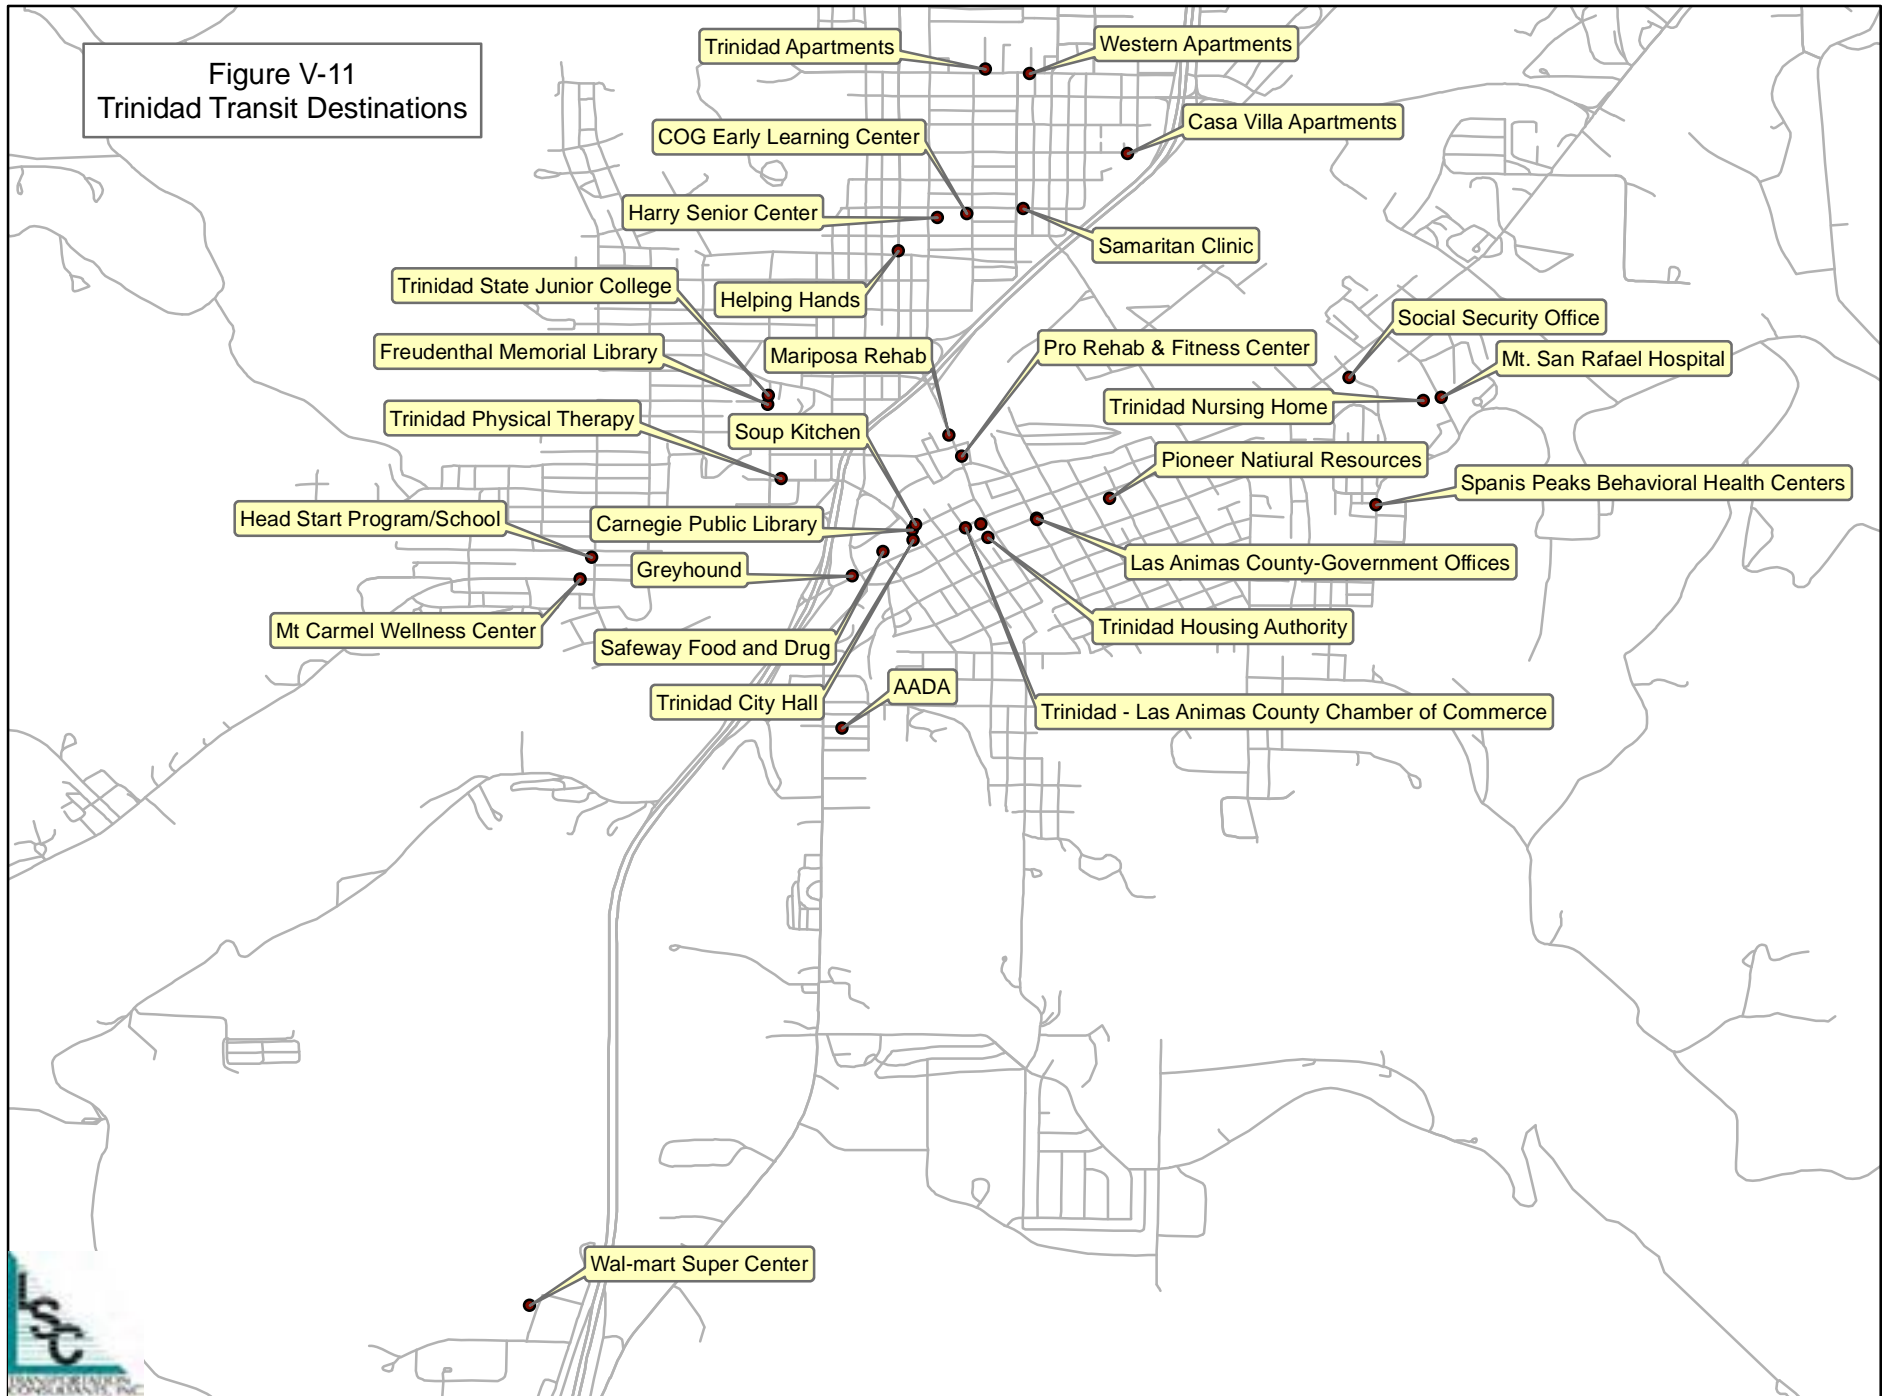 Figure V-11
Trinidad Transit Destinations
Trinidad Apartments
Western Apartments
Casa Villa Apartments
COG Early Learning Center
Harry Senior Center
Samaritan Clinic
Trinidad State Junior College
Helping Hands
Social Security Office
Freudenthal Memorial Library
Mariposa Rehab
Pro Rehab & Fitness Center
Mt. San Rafael Hospital
Trinidad Nursing Home
Trinidad Physical Therapy
Soup Kitchen
Pioneer Natiural Resources
Spanis Peaks Behavioral Health Centers
Head Start Program/School
Carnegie Public Library
Greyhound
Las Animas County-Government Offices
Mt Carmel Wellness Center
Safeway Food and Drug
Trinidad Housing Authority
Trinidad City Hall
AADA
Trinidad - Las Animas County Chamber of Commerce
Wal-mart Super Center
LSC
TRANSPORTATION
CONSULTANTS, INC.